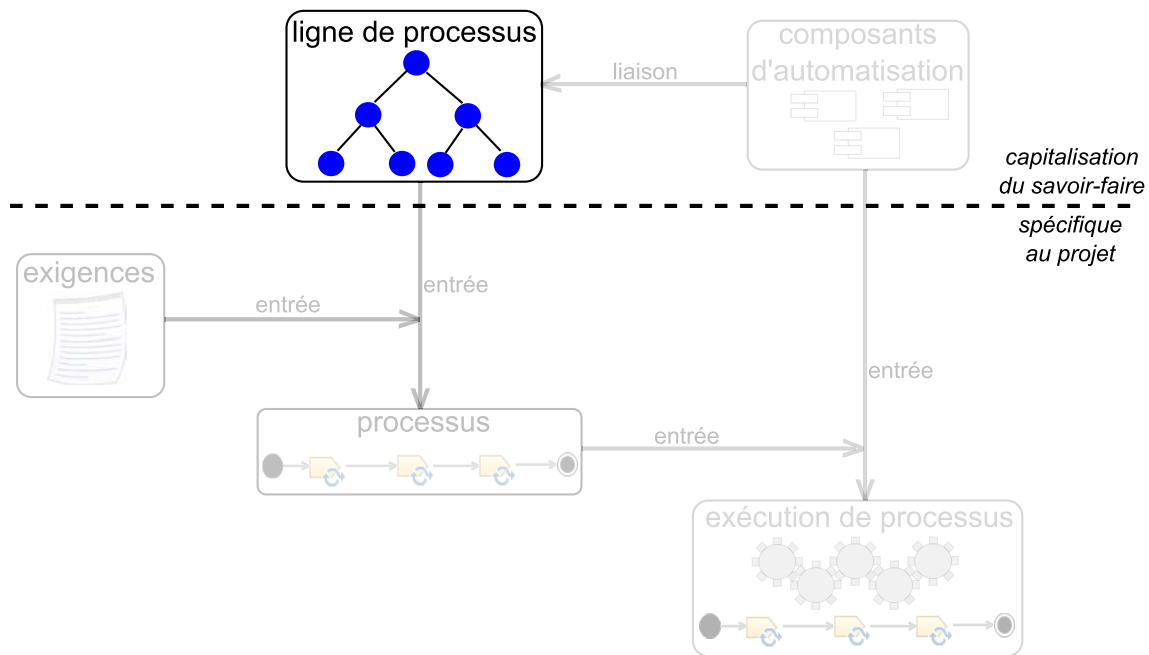 ligne de processus
composants
d'automatisation
liaison
capitalisation
du savoir-faire
spécifique
au projet
exigences
entrée
entrée
entrée
processus
entrée
exécution de processus